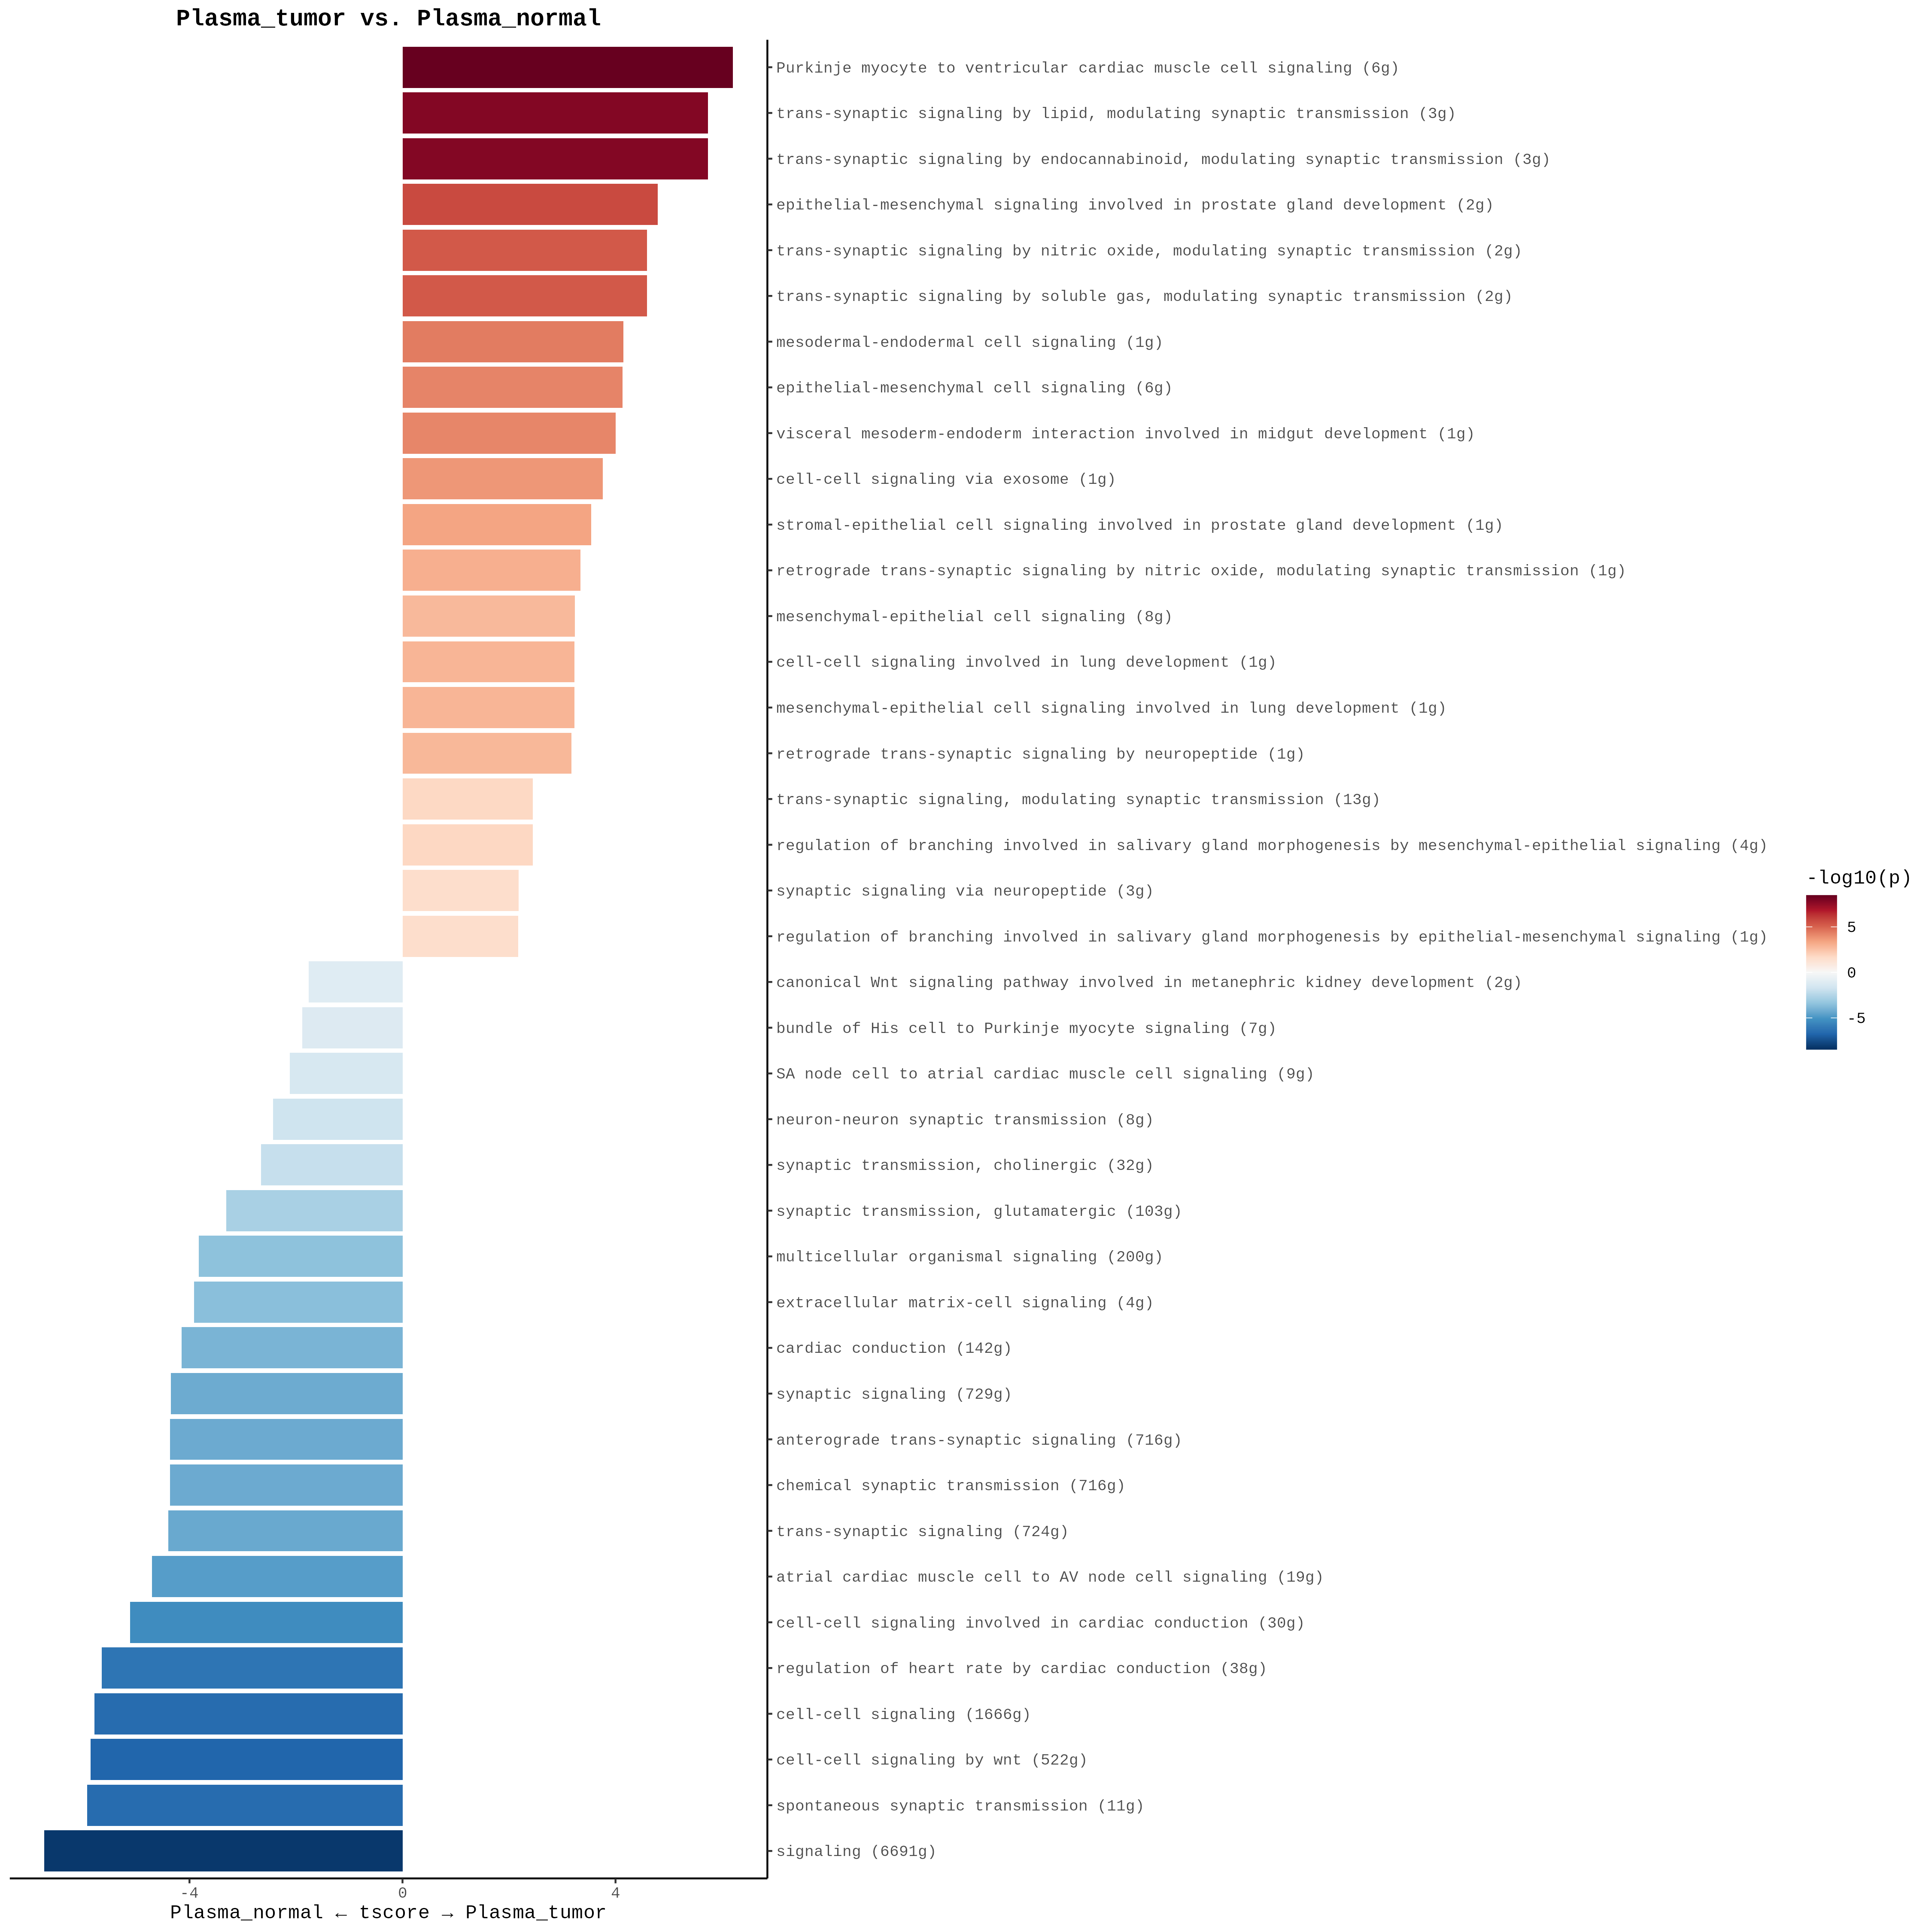 Plasma_tumor vs. Plasma_normal
Purkinje myocyte to ventricular cardiac muscle cell signaling (6g)
trans-synaptic signaling by lipid, modulating synaptic transmission (3g)
trans-synaptic signaling by endocannabinoid, modulating synaptic transmission (3g)
epithelial-mesenchymal signaling involved in prostate gland development (2g)
trans-synaptic signaling by nitric oxide, modulating synaptic transmission (2g)
trans-synaptic signaling by soluble gas, modulating synaptic transmission (2g)
mesodermal-endodermal cell signaling (1g)
epithelial-mesenchymal cell signaling (6g)
visceral mesoderm-endoderm interaction involved in midgut development (1g)
cell-cell signaling via exosome (1g)
stromal-epithelial cell signaling involved in prostate gland development (1g)
retrograde trans-synaptic signaling by nitric oxide, modulating synaptic transmission (1g)
mesenchymal-epithelial cell signaling (8g)
cell-cell signaling involved in lung development (1g)
mesenchymal-epithelial cell signaling involved in lung development (1g)
retrograde trans-synaptic signaling by neuropeptide (1g)
trans-synaptic signaling, modulating synaptic transmission (13g)
regulation of branching involved in salivary gland morphogenesis by mesenchymal-epithelial signaling (4g)
synaptic signaling via neuropeptide (3g)
regulation of branching involved in salivary gland morphogenesis by epithelial-mesenchymal signaling (1g)
canonical Wnt signaling pathway involved in metanephric kidney development (2g)
bundle of His cell to Purkinje myocyte signaling (7g)
SA node cell to atrial cardiac muscle cell signaling (9g)
neuron-neuron synaptic transmission (8g)
synaptic transmission, cholinergic (32g)
synaptic transmission, glutamatergic (103g)
multicellular organismal signaling (200g)
extracellular matrix-cell signaling (4g)
cardiac conduction (142g)
synaptic signaling (729g)
anterograde trans-synaptic signaling (716g)
chemical synaptic transmission (716g)
trans-synaptic signaling (724g)
atrial cardiac muscle cell to AV node cell signaling (19g)
cell-cell signaling involved in cardiac conduction (30g)
regulation of heart rate by cardiac conduction (38g)
cell-cell signaling (1666g)
cell-cell signaling by wnt (522g)
spontaneous synaptic transmission (11g)
signaling (6691g)
-4 0 4
Plasma_normal ← tscore → Plasma_tumor
-log10(p)
5
0
-5